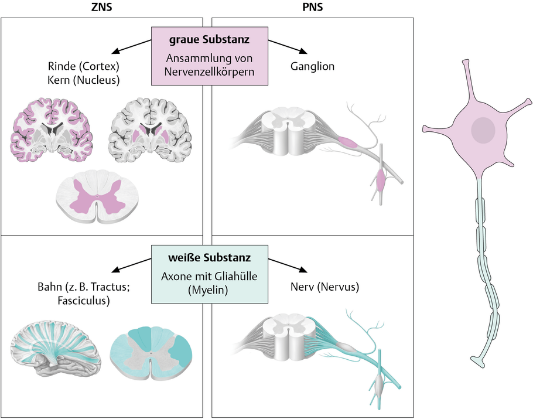 ZNS
PNS
graue Substanz
Ansammlung von
Nervenzellkörpern
Rinde (Cortex)
Kern (Nucleus)
Ganglion
weiße Substanz
Axone mit Gliahülle
(Myelin)
Bahn (z. B. Tractus;
Fasciculus)
Nerv (Nervus)